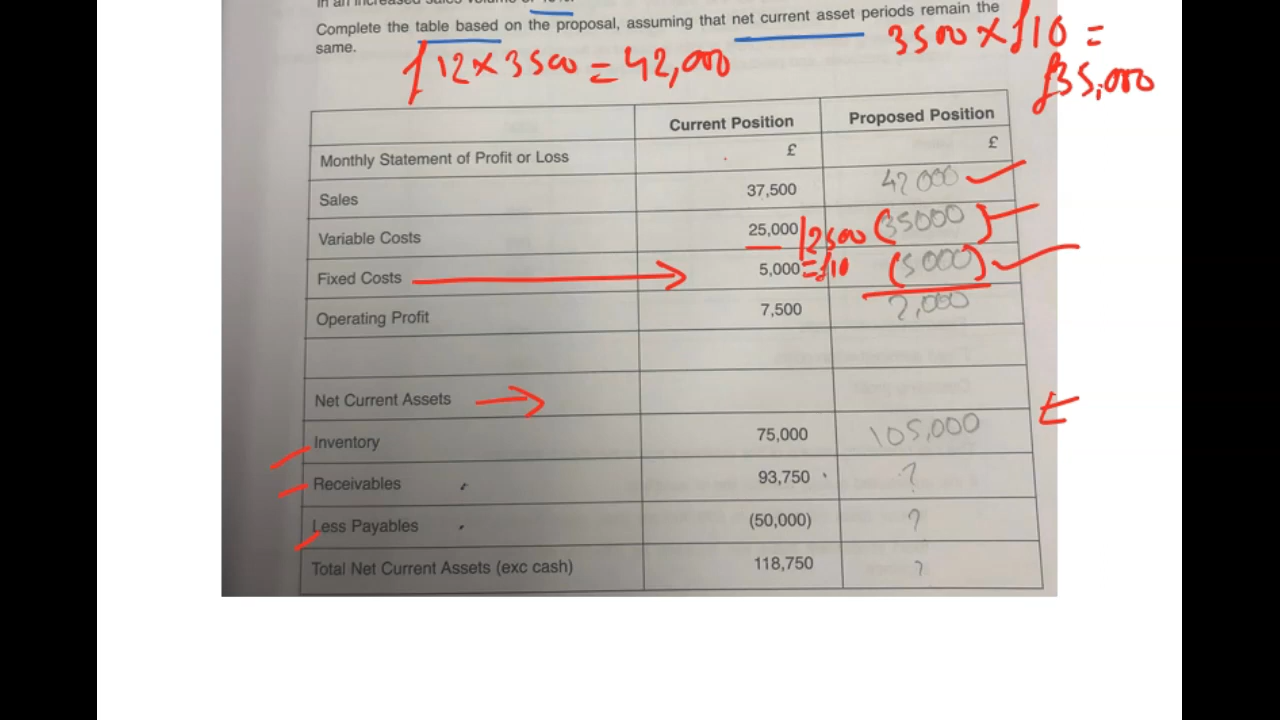 Complete the table based on the proposal, assuming that net current asset periods remain the
same.
£12 x 3500 = 42,000
3500 x £10 =
£35,000
Current Position Proposed Position
Monthly Statement of Profit or Loss £ £
Sales 37,500 42000
Variable Costs 25,000 /2500 (35000)
Fixed Costs 5,000 =£10 (5000)
Operating Profit 7,500 2,000
Net Current Assets
Inventory 75,000 105,000
Receivables 93,750 ?
Less Payables (50,000) ?
Total Net Current Assets (exc cash) 118,750 ?